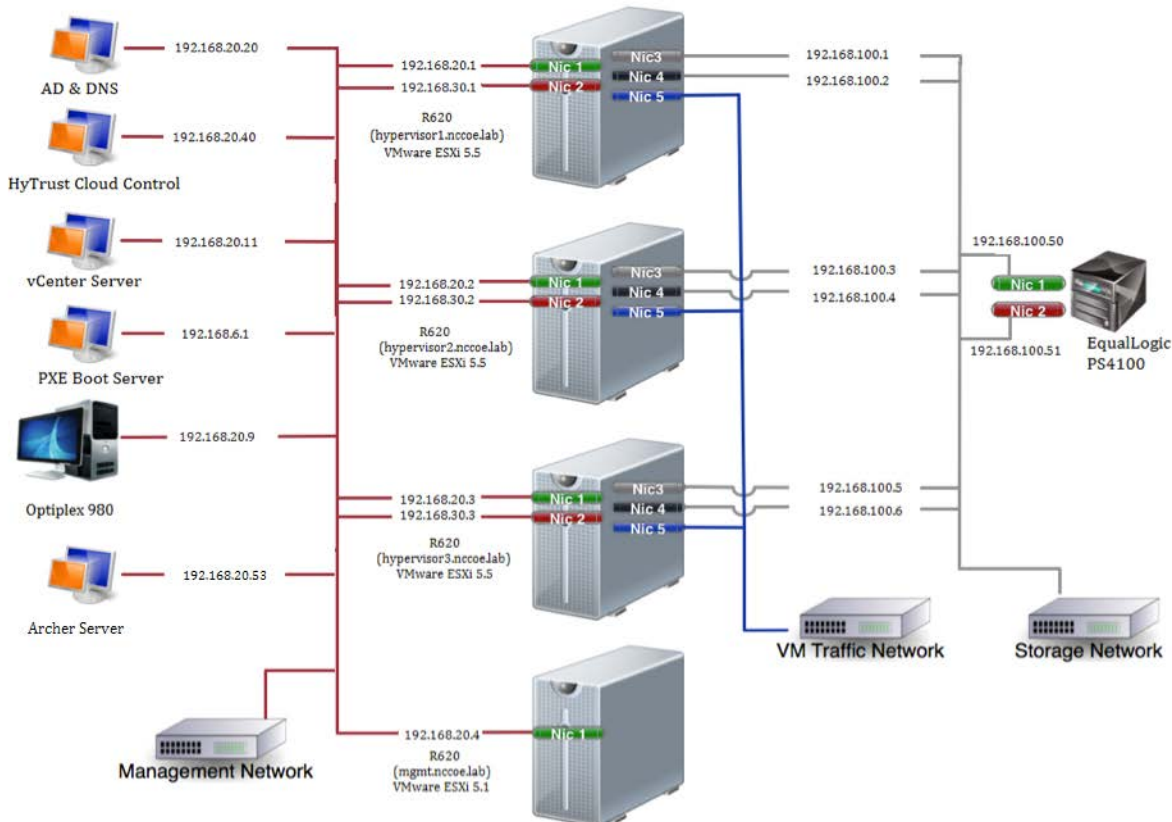 192.168.20.20
AD & DNS
192.168.20.40
HyTrust Cloud Control
192.168.20.11
vCenter Server
192.168.6.1
PXE Boot Server
192.168.20.9
Optiplex 980
192.168.20.53
Archer Server
Management Network
192.168.20.1
192.168.30.1
Nic 1
Nic 2
Nic3
Nic 4
Nic 5
R620
(hypervisor1.nccoe.lab)
VMware ESXi 5.5
192.168.100.1
192.168.100.2
192.168.20.2
192.168.30.2
Nic 1
Nic 2
Nic3
Nic 4
Nic 5
R620
(hypervisor2.nccoe.lab)
VMware ESXi 5.5
192.168.100.3
192.168.100.4
192.168.20.3
192.168.30.3
Nic 1
Nic 2
Nic3
Nic 4
Nic 5
R620
(hypervisor3.nccoe.lab)
VMware ESXi 5.5
192.168.100.5
192.168.100.6
192.168.20.4
Nic 1
R620
(mgmt.nccoe.lab)
VMware ESXi 5.1
192.168.100.50
Nic 1
Nic 2
192.168.100.51
EqualLogic
PS4100
VM Traffic Network
Storage Network